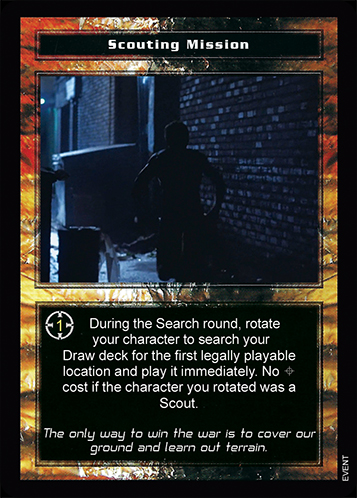 Scouting Mission
1 During the Search round, rotate
your character to search your
Draw deck for the first legally playable
location and play it immediately. No ⌖
cost if the character you rotated was a
Scout.
The only way to win the war is to cover our
ground and learn out terrain.
EVENT